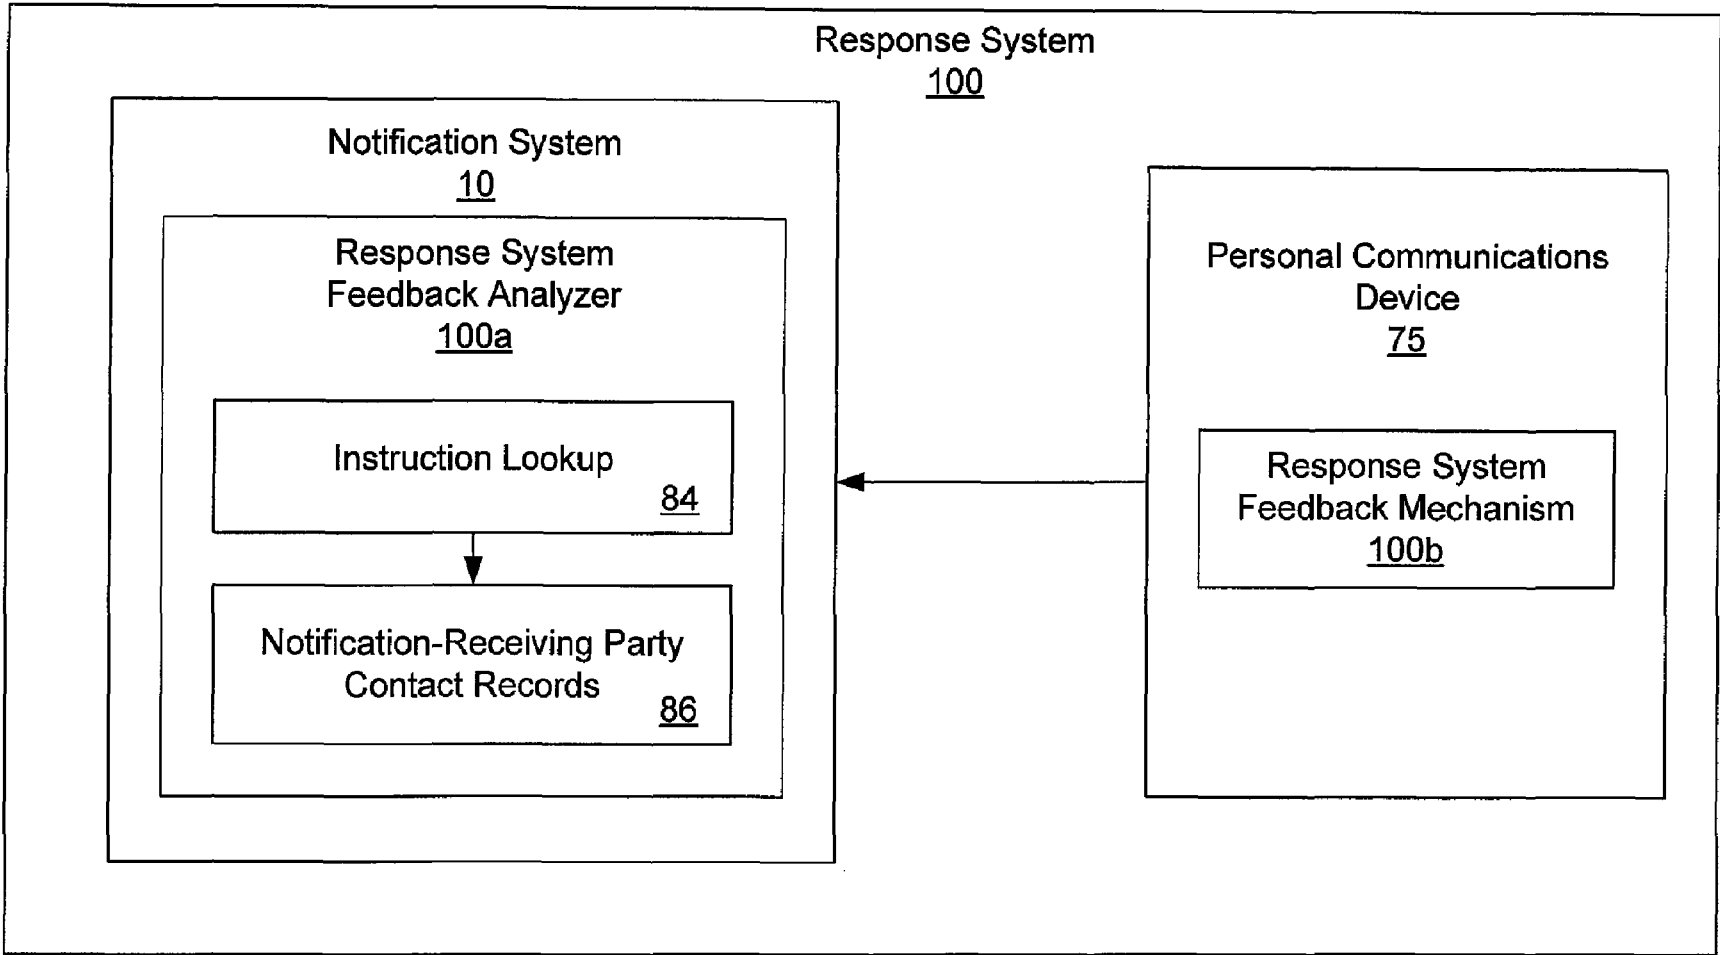 Response System
100
Notification System
10
Response System
Feedback Analyzer
100a
Instruction Lookup
84
Notification-Receiving Party
Contact Records
86
Personal Communications
Device
75
Response System
Feedback Mechanism
100b